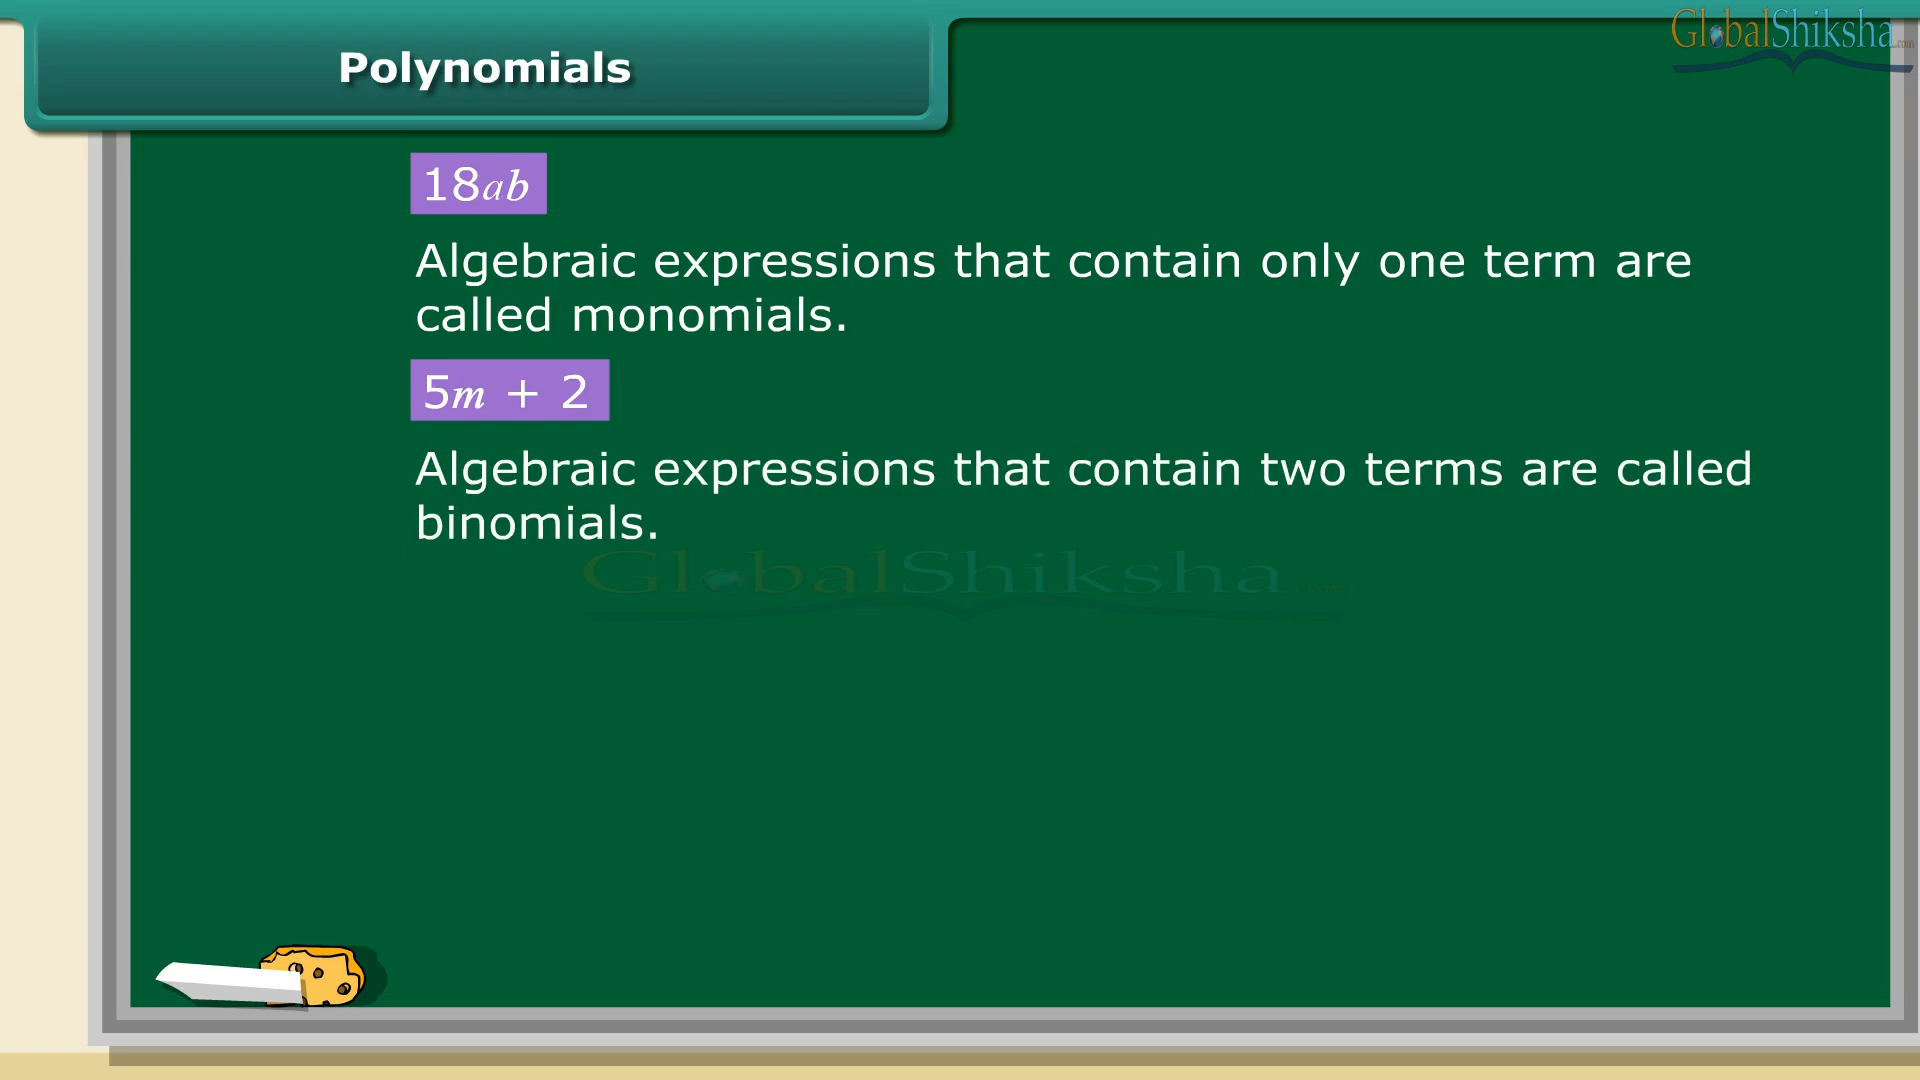 Polynomials
GlobalShiksha.com
18ab
Algebraic expressions that contain only one term are
called monomials.
5m + 2
Algebraic expressions that contain two terms are called
binomials.
GlobalShiksha.com